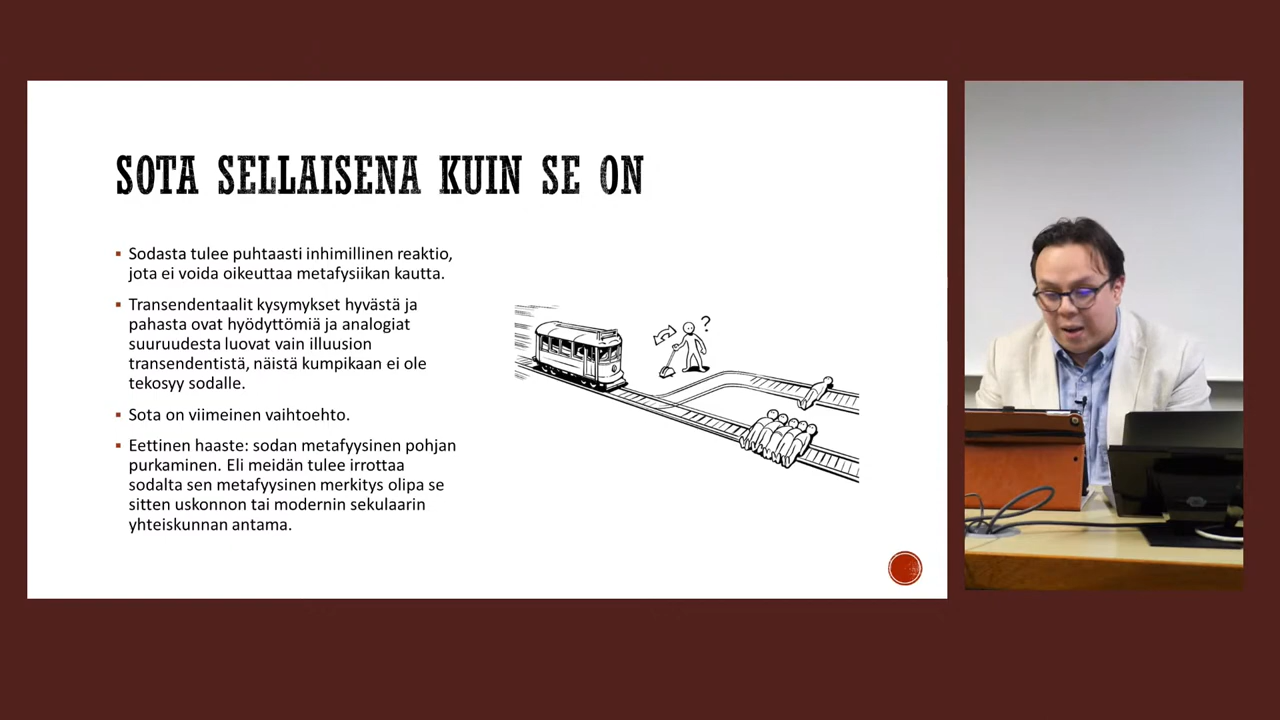 SOTA SELLAISENA KUIN SE ON
▪ Sodasta tulee puhtaasti inhimillinen reaktio,
jota ei voida oikeuttaa metafysiikan kautta.
▪ Transendentaalit kysymykset hyvästä ja
pahasta ovat hyödyttömiä ja analogiat
suuruudesta luovat vain illuusion
transendentistä, näistä kumpikaan ei ole
tekosyy sodalle.
▪ Sota on viimeinen vaihtoehto.
▪ Eettinen haaste: sodan metafyysinen pohjan
purkaminen. Eli meidän tulee irrottaa
sodalta sen metafyysinen merkitys olipa se
sitten uskonnon tai modernin sekulaarin
yhteiskunnan antama.
?